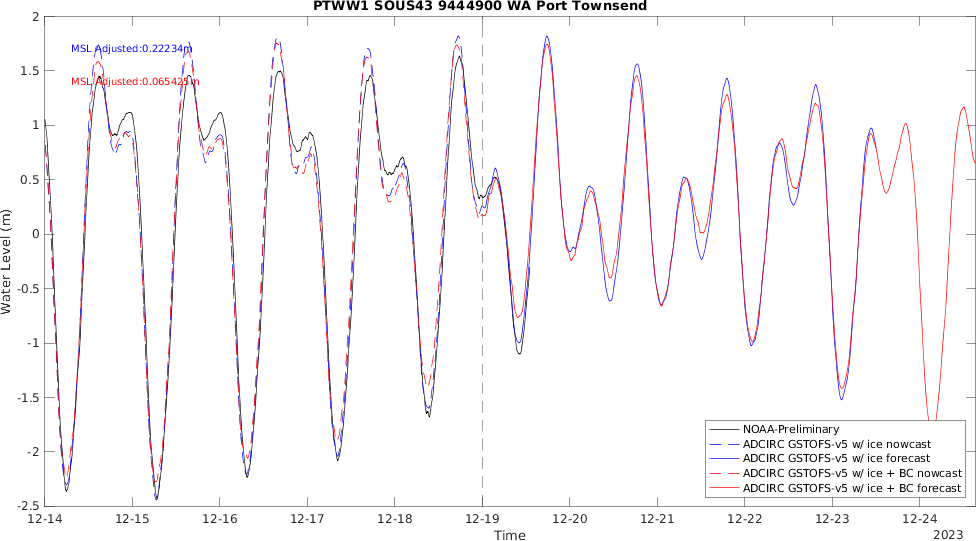 PTWW1 SOUS43 9444900 WA Port Townsend
2
MSL Adjusted:0.22234m
1.5
MSL Adjusted:0.065425m
1
0.5
0
-0.5
-1
-1.5
-2
-2.5
Water Level (m)
NOAA-Preliminary
ADCIRC GSTOFS-v5 w/ ice nowcast
ADCIRC GSTOFS-v5 w/ ice forecast
ADCIRC GSTOFS-v5 w/ ice + BC nowcast
ADCIRC GSTOFS-v5 w/ ice + BC forecast
12-14 12-15 12-16 12-17 12-18 12-19 12-20 12-21 12-22 12-23 12-24
Time
2023